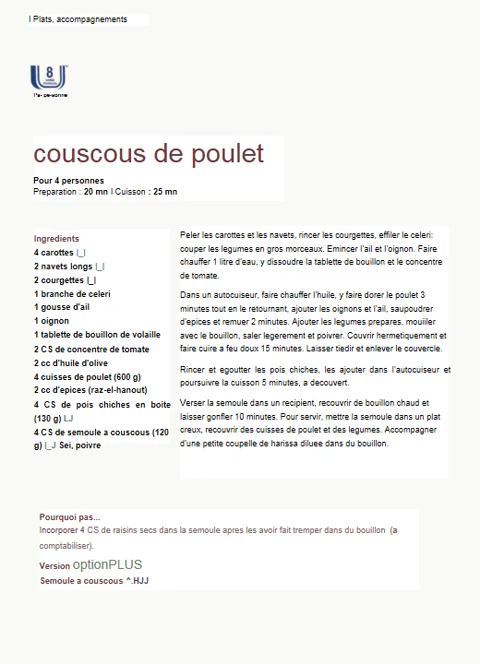 I Plats, accompagnements
8
couscous de poulet
Pour 4 personnes
Preparation : 20 mn I Cuisson : 25 mn
Ingredients
4 carottes |_|
2 navets longs |_|
2 courgettes |_|
1 branche de celeri
1 gousse d'ail
1 oignon
1 tablette de bouillon de volaille
2 CS de concentre de tomate
2 cc d'huile d'olive
4 cuisses de poulet (600 g)
2 cc d'epices (raz-el-hanout)
4 CS de pois chiches en boite
(130 g) LJ
4 CS de semoule a couscous (120
g) |_J Sei, poivre
Peler les carottes et les navets, rincer les courgettes, effiler le celeri:
couper les legumes en gros morceaux. Emincer l'ail et l'oignon. Faire
chauffer 1 litre d'eau, y dissoudre la tablette de bouillon et le concentre
de tomate.
Dans un autocuiseur, faire chauffer l'huile, y faire dorer le poulet 3
minutes tout en le retournant, ajouter les oignons et l'ail, saupoudrer
d'epices et remuer 2 minutes. Ajouter les legumes prepares, mouiiler
avec le bouillon, saler legerement et poivrer. Couvrir hermetiquement et
faire cuire a feu doux 15 minutes. Laisser tiedir et enlever le couvercle.
Rincer et egoutter les pois chiches, les ajouter dans l'autocuiseur et
poursuivre la cuisson 5 minutes, a decouvert.
Verser la semoule dans un recipient, recouvrir de bouillon chaud et
laisser gonfler 10 minutes. Pour servir, mettre la semoule dans un plat
creux, recouvrir des cuisses de poulet et des legumes. Accompagner
d'une petite coupelle de harissa diluee dans du bouillon.
Pourquoi pas...
Incorporer 4 CS de raisins secs dans la semoule apres les avoir fait tremper dans du bouillon (a
comptabiliser).
Version optionPLUS
Semoule a couscous ^.HJJ